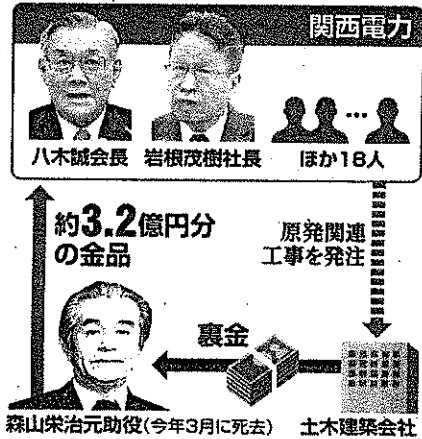 関西電力
八木誠会長 岩根茂樹社長 ほか18人
約3.2億円分
の金品
原発関連
工事を発注
裏金
森山栄治元助役(今年3月に死去) 土木建築会社